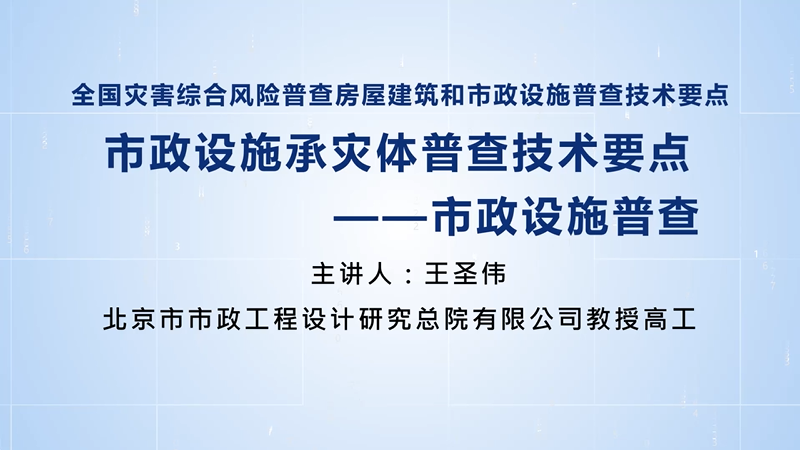 全国灾害综合风险普查房屋建筑和市政设施普查技术要点
市政设施承灾体普查技术要点
——市政设施普查
主讲人：王圣伟
北京市市政工程设计研究总院有限公司教授高工